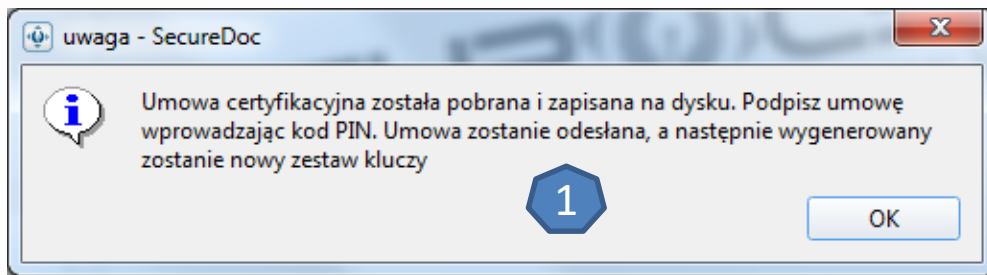 uwaga - SecureDoc
Umowa certyfikacyjna została pobrana i zapisana na dysku. Podpisz umowę
wprowadzając kod PIN. Umowa zostanie odesłana, a następnie wygenerowany
zostanie nowy zestaw kluczy
1
OK